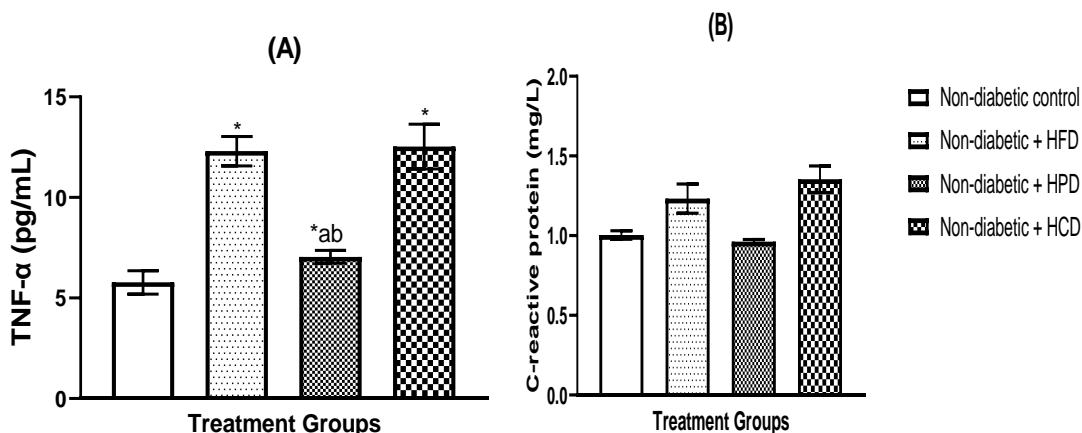 (A)
TNF-α (pg/mL)
15
10
5
0
*
*ab
*
Treatment Groups
(B)
C-reactive protein (mg/L)
2.0
1.5
1.0
0.5
0.0
Treatment Groups
Non-diabetic control
Non-diabetic + HFD
Non-diabetic + HPD
Non-diabetic + HCD